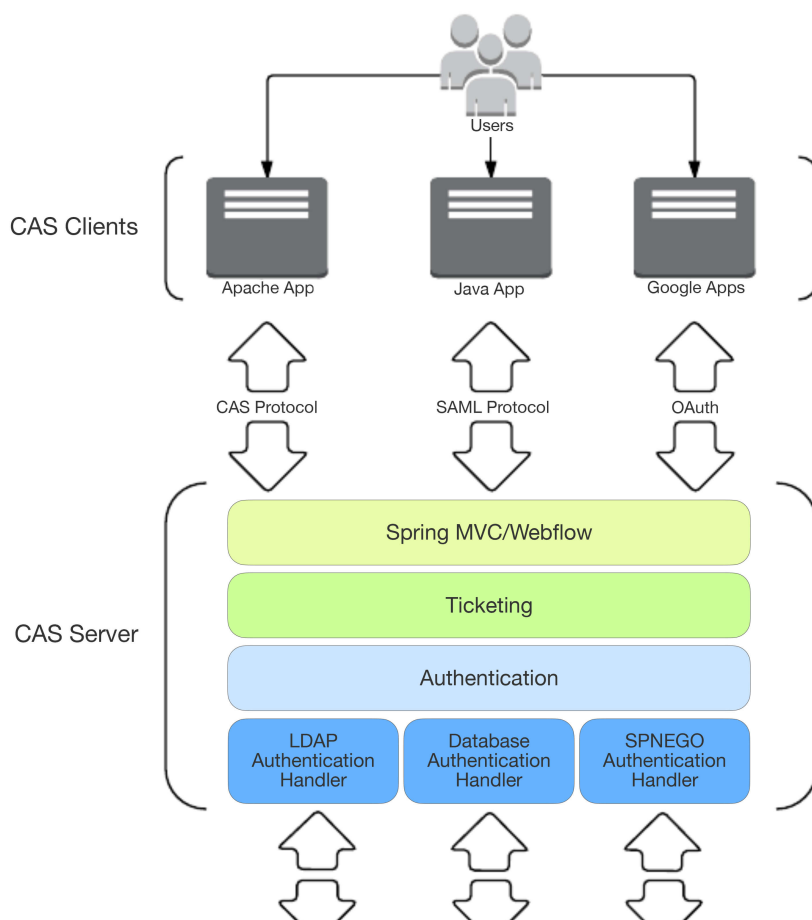 Users
CAS Clients
Apache App
Java App
Google Apps
CAS Protocol
SAML Protocol
OAuth
CAS Server
Spring MVC/Webflow
Ticketing
Authentication
LDAP
Authentication
Handler
Database
Authentication
Handler
SPNEGO
Authentication
Handler